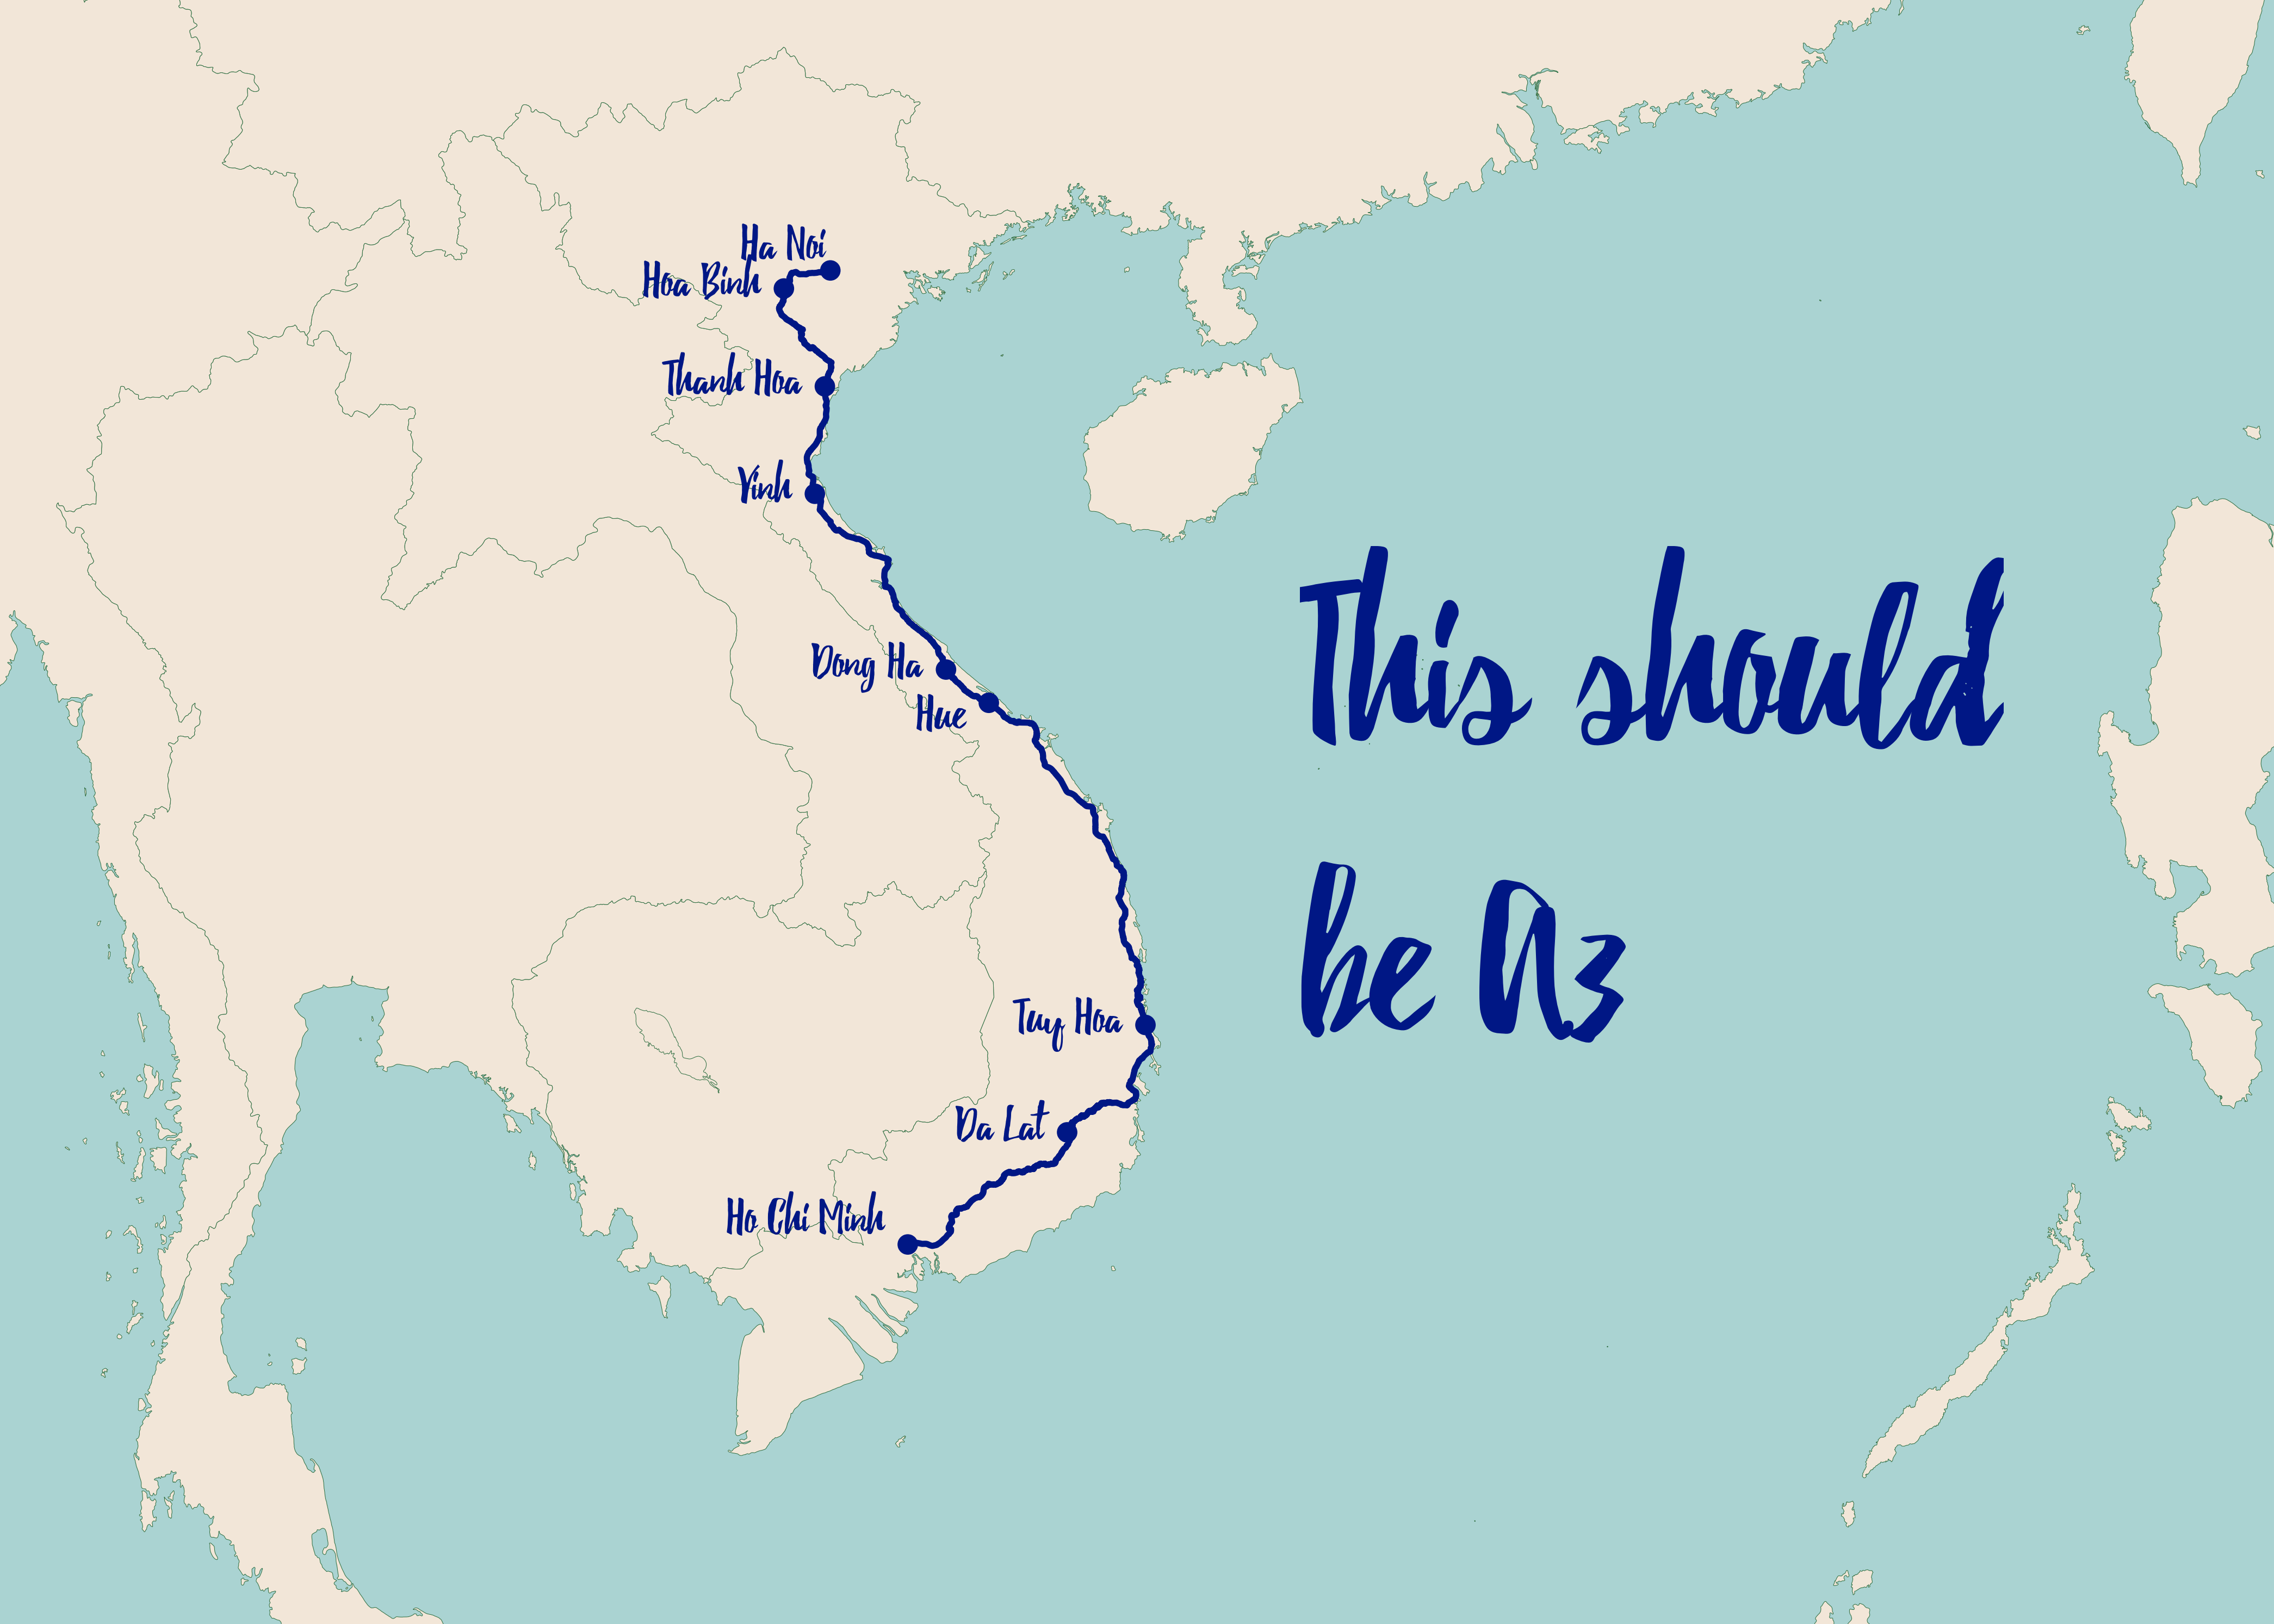 Ha Noi
Hoa Binh
Thanh Hoa
Vinh
Dong Ha
Hue
This should
be A3
Tuy Hoa
Da Lat
Ho Chi Minh